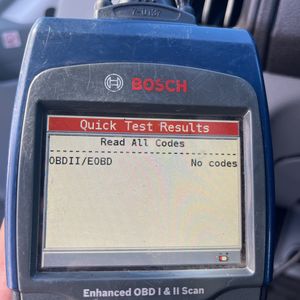 BOSCH
Quick Test Results
Read All Codes
OBDII/EOBD No codes
Enhanced OBD I & II Scan